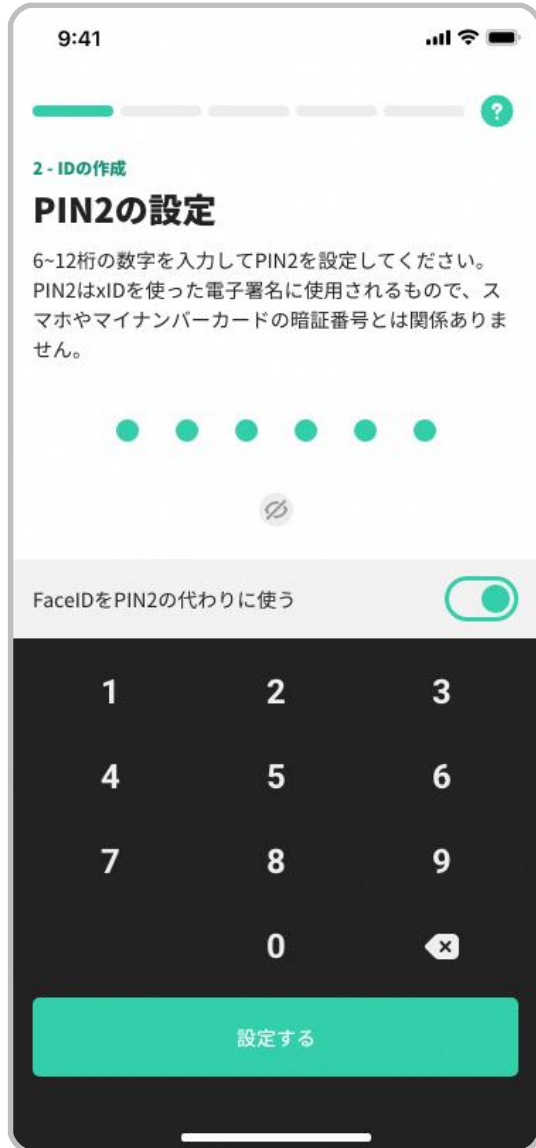 9:41
?
2 - IDの作成
PIN2の設定
6~12桁の数字を入力してPIN2を設定してください。
PIN2はxIDを使った電子署名に使用されるもので、ス
マホやマイナンバーカードの暗証番号とは関係ありま
せん。
FaceIDをPIN2の代わりに使う
1 2 3
4 5 6
7 8 9
0
設定する